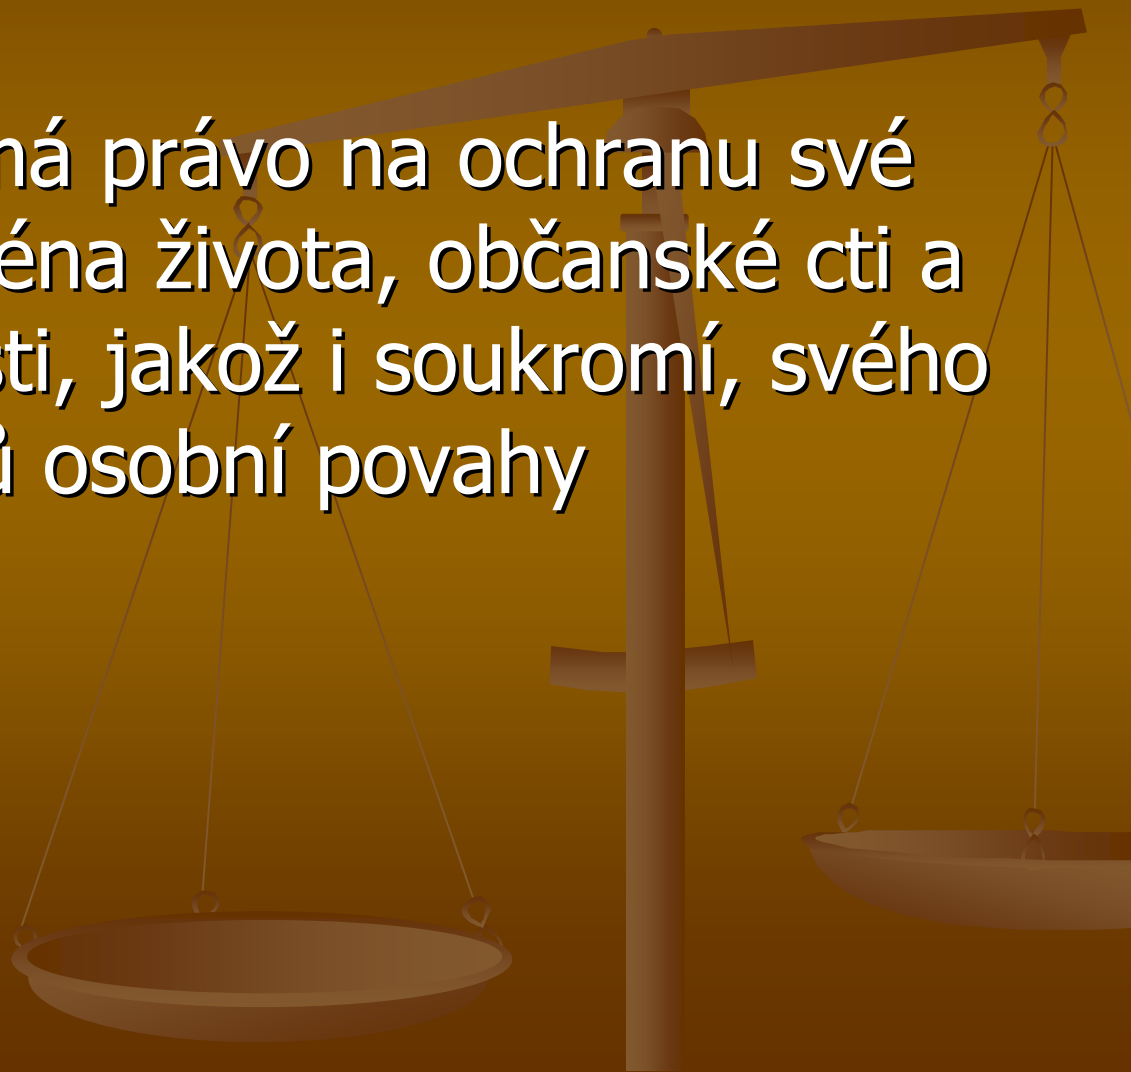 má právo na ochranu své
éna života, občanské cti a
sti, jakož i soukromí, svého
ů osobní povahy